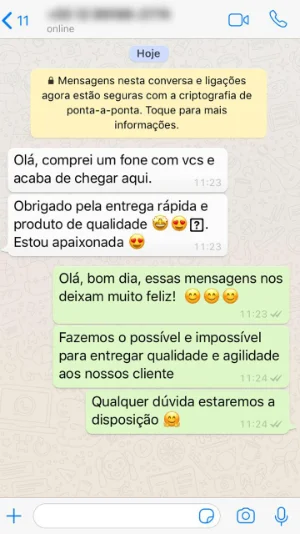 11
online
Hoje
Mensagens nesta conversa e ligações
agora estão seguras com a criptografia de
ponta-a-ponta. Toque para mais
informações.
Olá, comprei um fone com vcs e
acaba de chegar aqui.
11:23
Obrigado pela entrega rápida e
produto de qualidade 🤩😍⍰.
Estou apaixonada 😍
11:23
Olá, bom dia, essas mensagens nos
deixam muito feliz! 😊😊😊
11:23
Fazemos o possível e impossível
para entregar qualidade e agilidade
aos nossos cliente
11:24
Qualquer dúvida estaremos a
disposição 🤗
11:24